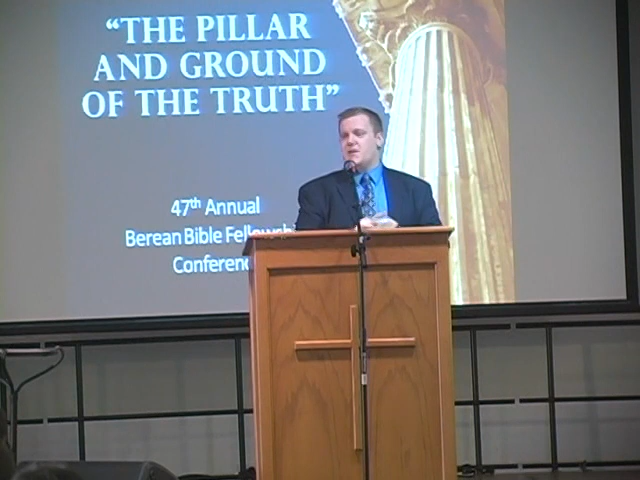 “THE PILLAR
AND GROUND
OF THE TRUTH”
47th Annual
Berean Bible